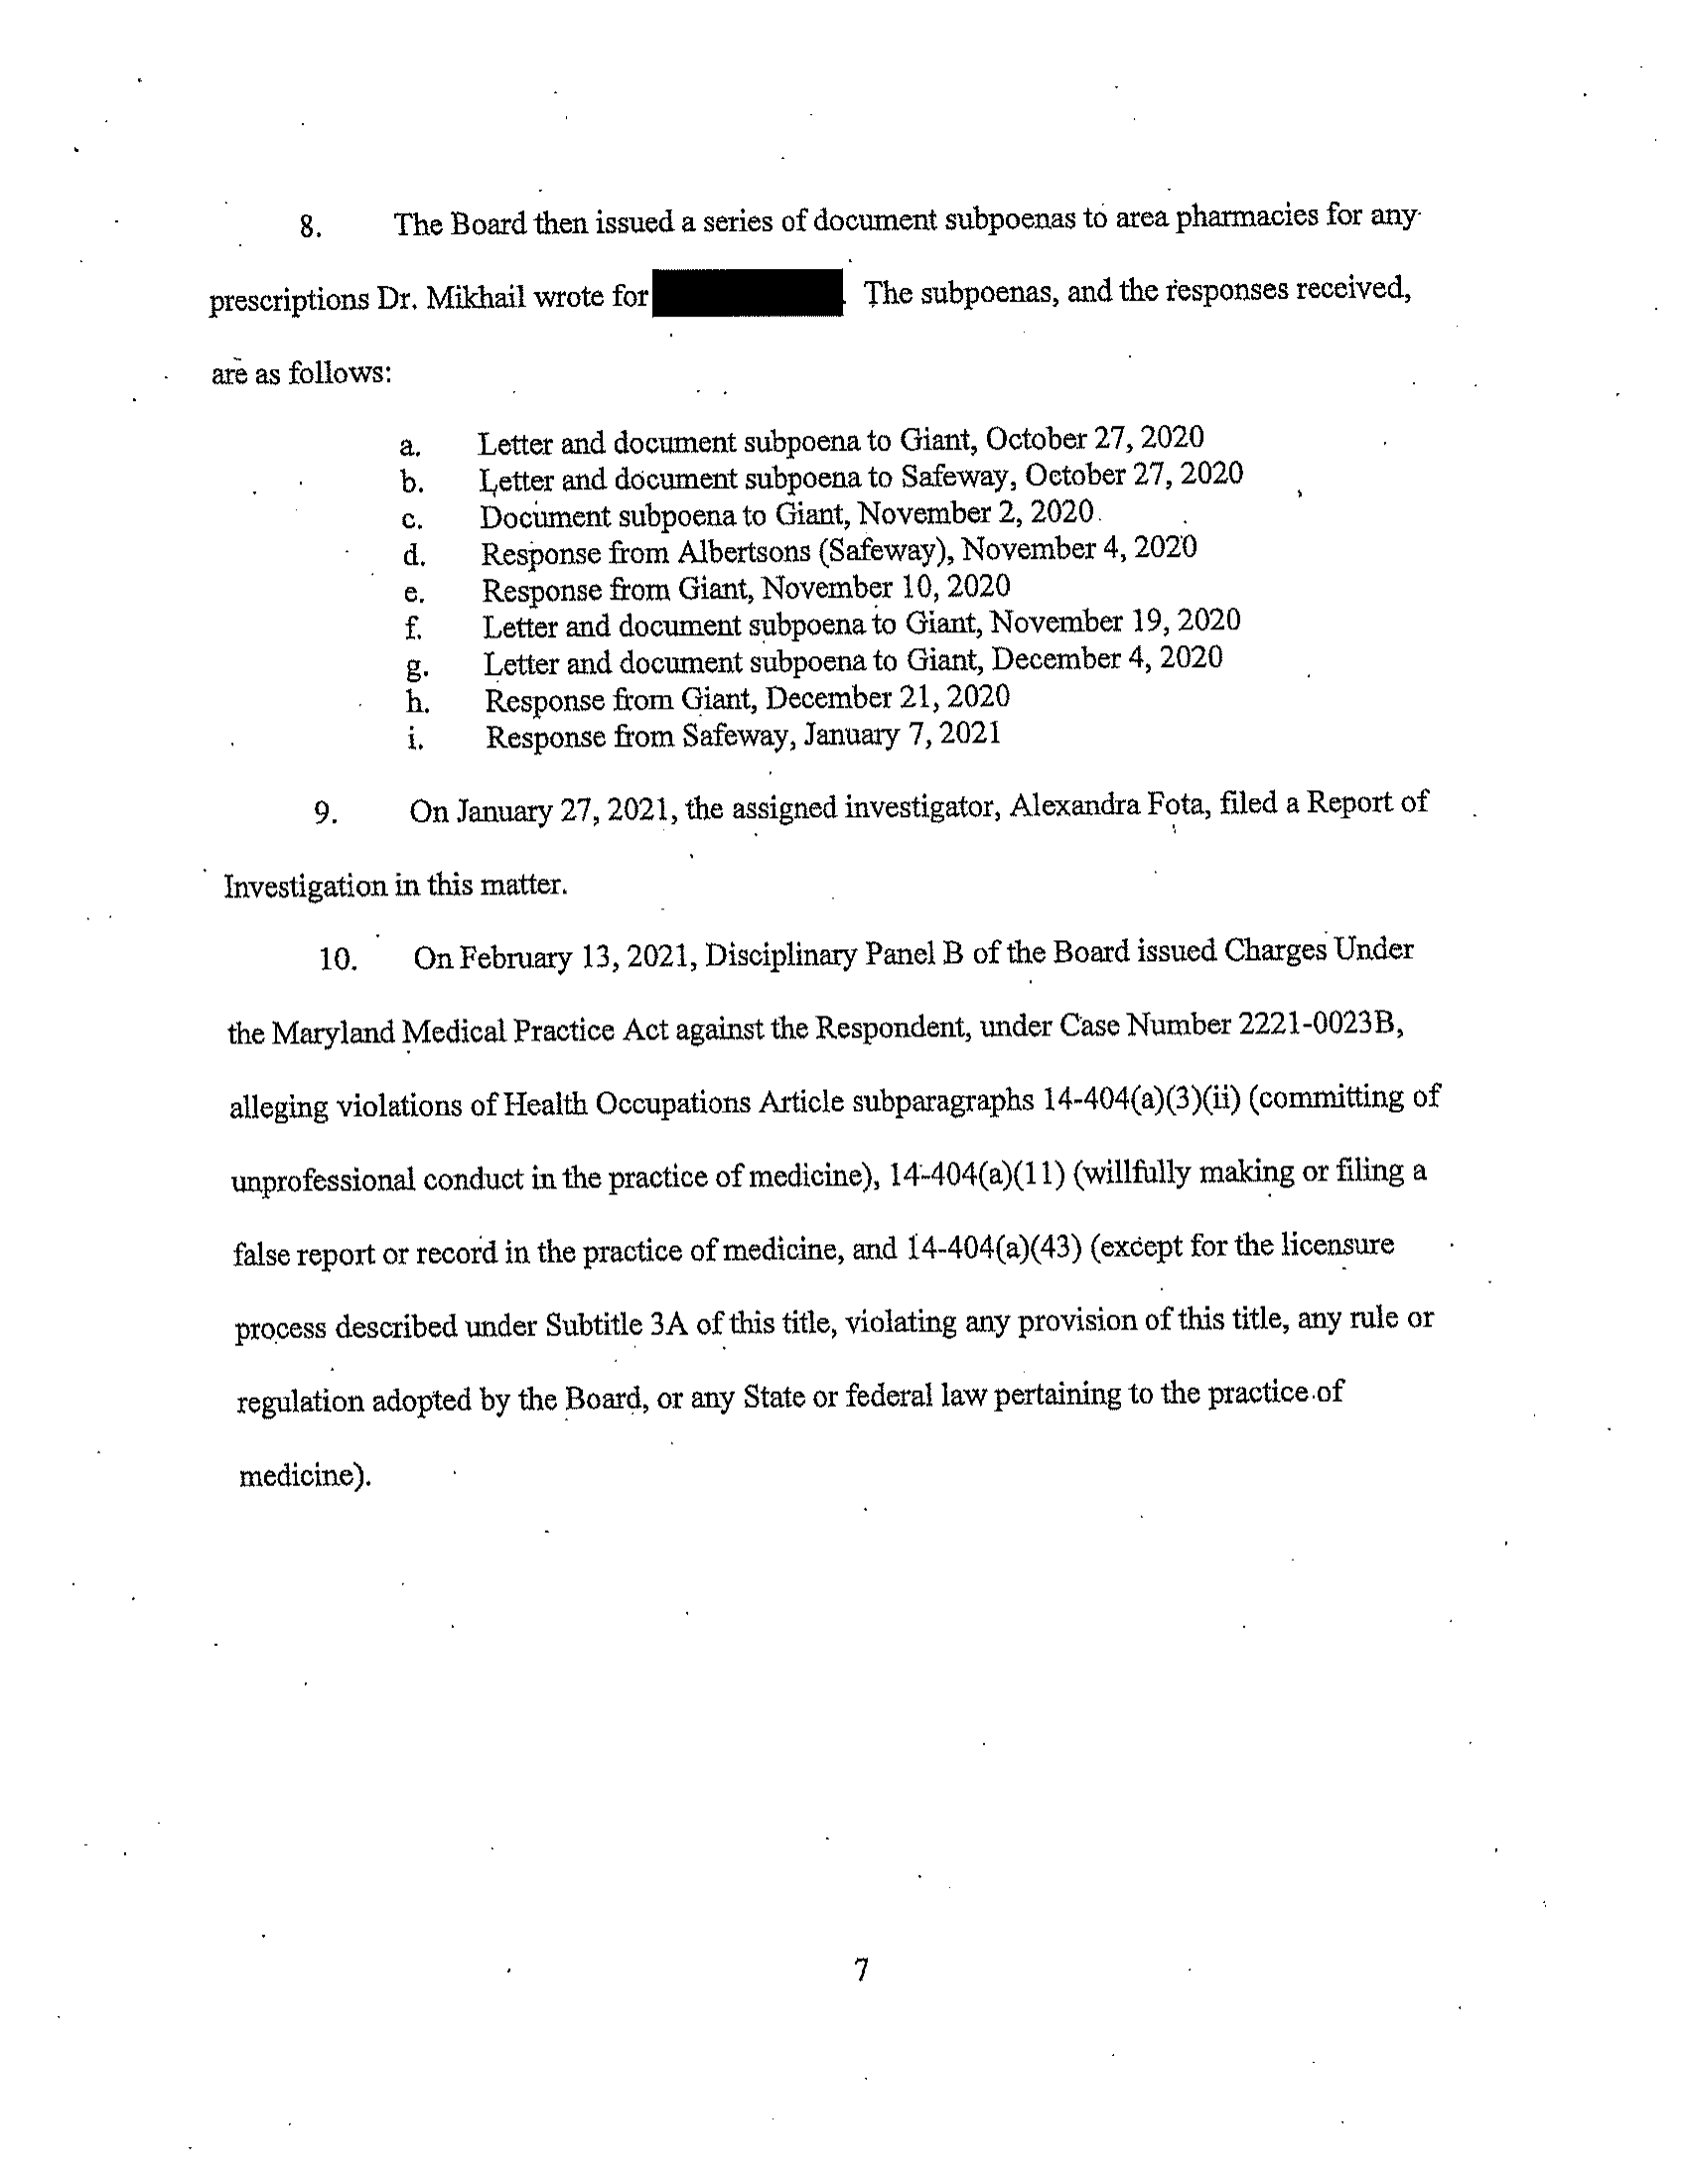 8. The Board then issued a series of document subpoenas to area pharmacies for any
prescriptions Dr. Mikhail wrote for . The subpoenas, and the responses received,
are as follows:
a. Letter and document subpoena to Giant, October 27, 2020
b. Letter and document subpoena to Safeway, October 27, 2020
c. Document subpoena to Giant, November 2, 2020
d. Response from Albertsons (Safeway), November 4, 2020
e. Response from Giant, November 10, 2020
f. Letter and document subpoena to Giant, November 19, 2020
g. Letter and document subpoena to Giant, December 4, 2020
h. Response from Giant, December 21, 2020
i. Response from Safeway, January 7, 2021
9. On January 27, 2021, the assigned investigator, Alexandra Fota, filed a Report of
Investigation in this matter.
10. On February 13, 2021, Disciplinary Panel B of the Board issued Charges Under
the Maryland Medical Practice Act against the Respondent, under Case Number 2221-0023B,
alleging violations of Health Occupations Article subparagraphs 14-404(a)(3)(ii) (committing of
unprofessional conduct in the practice of medicine), 14-404(a)(11) (willfully making or filing a
false report or record in the practice of medicine, and 14-404(a)(43) (except for the licensure
process described under Subtitle 3A of this title, violating any provision of this title, any rule or
regulation adopted by the Board, or any State or federal law pertaining to the practice of
medicine).
7